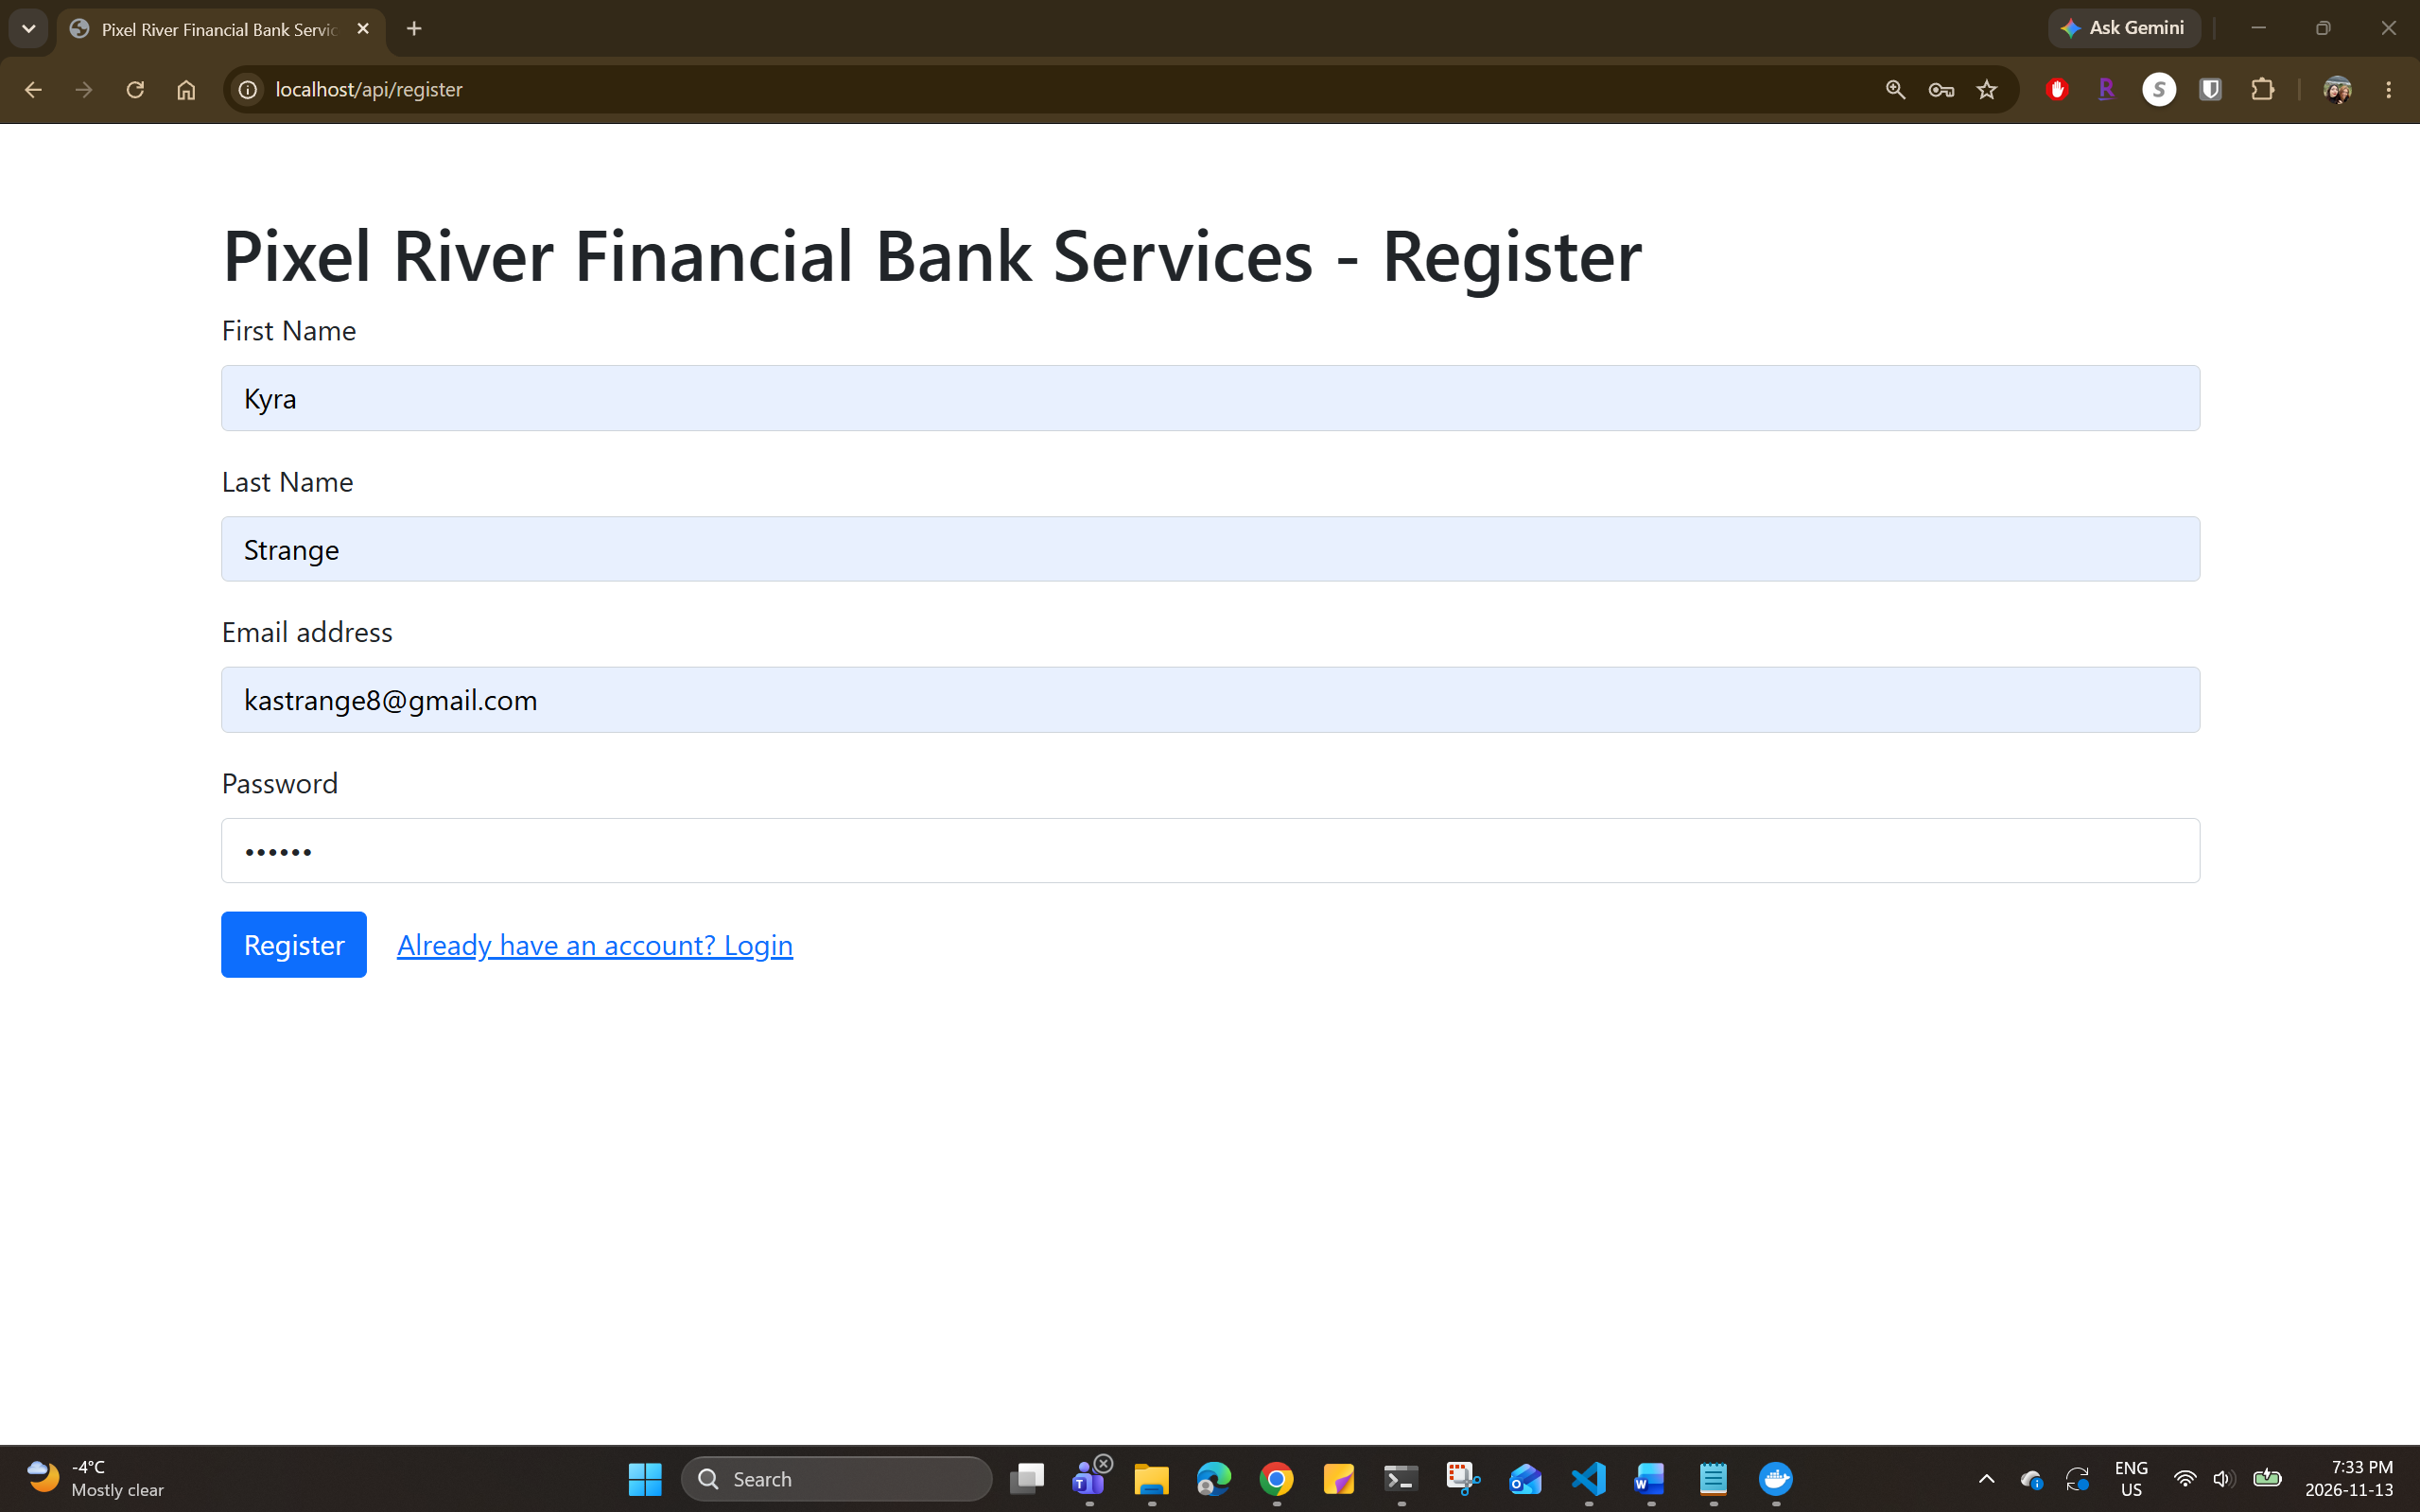 Pixel River Financial Bank Servic
Ask Gemini
localhost/api/register
Pixel River Financial Bank Services - Register
First Name
Kyra
Last Name
Strange
Email address
kastrange8@gmail.com
Password
••••••
Register Already have an account? Login
-4°C
Mostly clear
Search
ENG
US
7:33 PM
2026-11-13